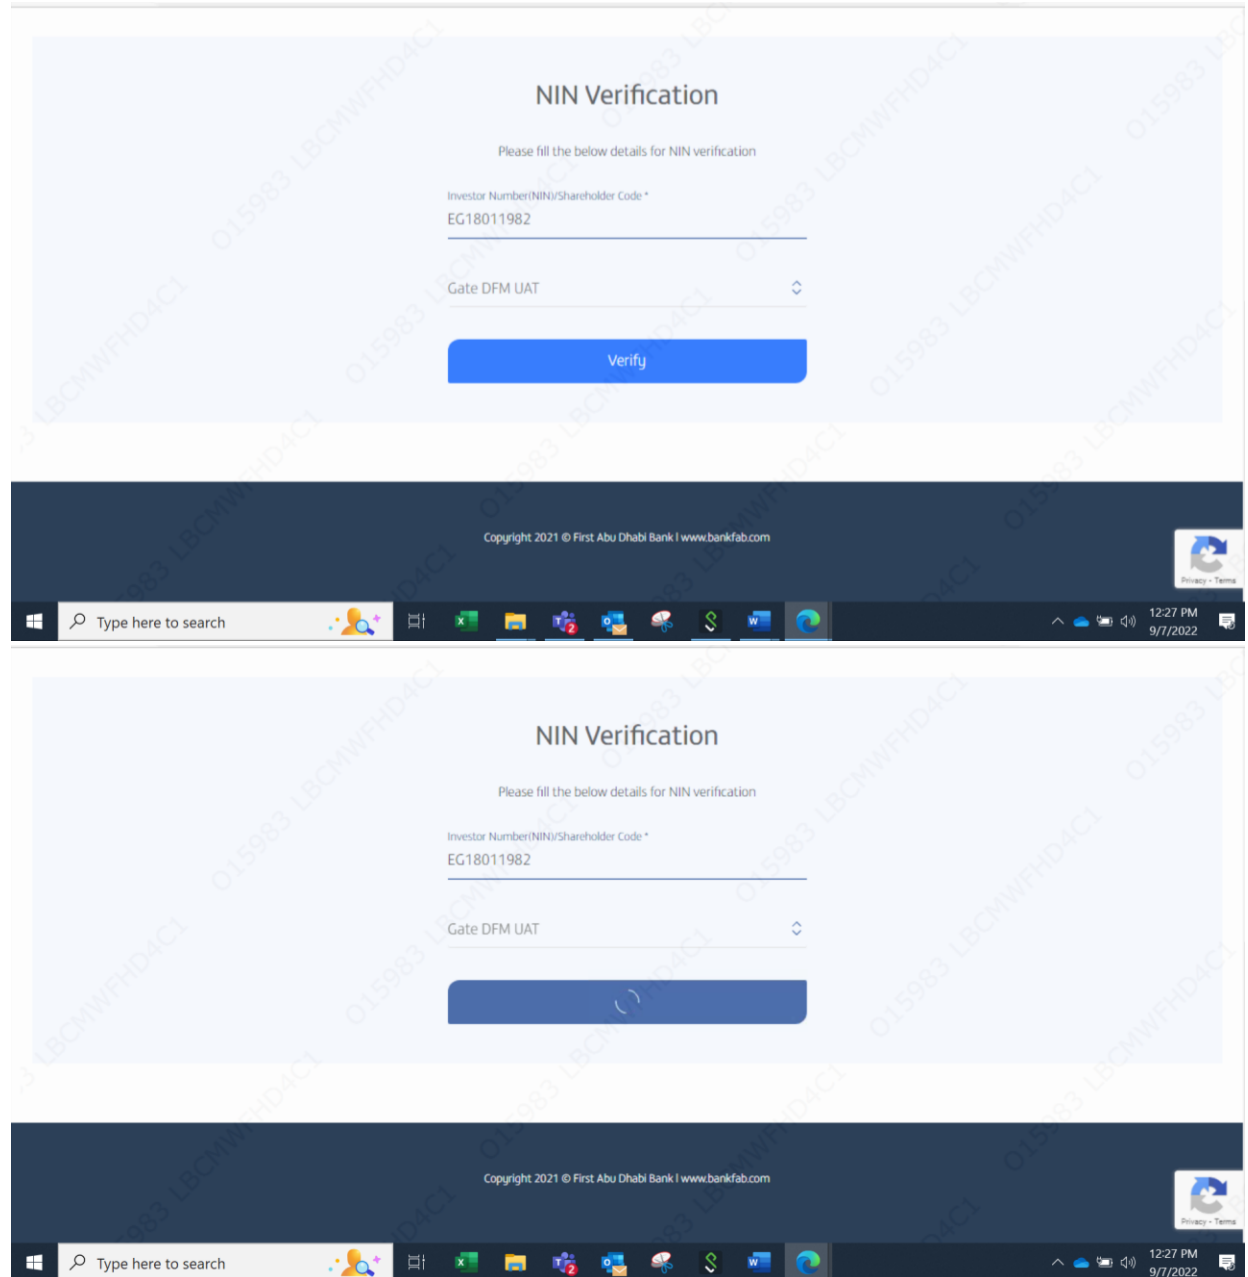 NIN Verification
Please fill the below details for NIN verification
Investor Number(NIN)/Shareholder Code *
EG18011982
Gate DFM UAT
Verify
Copyright 2021 © First Abu Dhabi Bank | www.bankfab.com
Privacy - Terms
Type here to search
2
12:27 PM
9/7/2022
NIN Verification
Please fill the below details for NIN verification
Investor Number(NIN)/Shareholder Code *
EG18011982
Gate DFM UAT
Copyright 2021 © First Abu Dhabi Bank | www.bankfab.com
Privacy - Terms
Type here to search
2
12:27 PM
9/7/2022
O15983 LBCMWFHD4C1